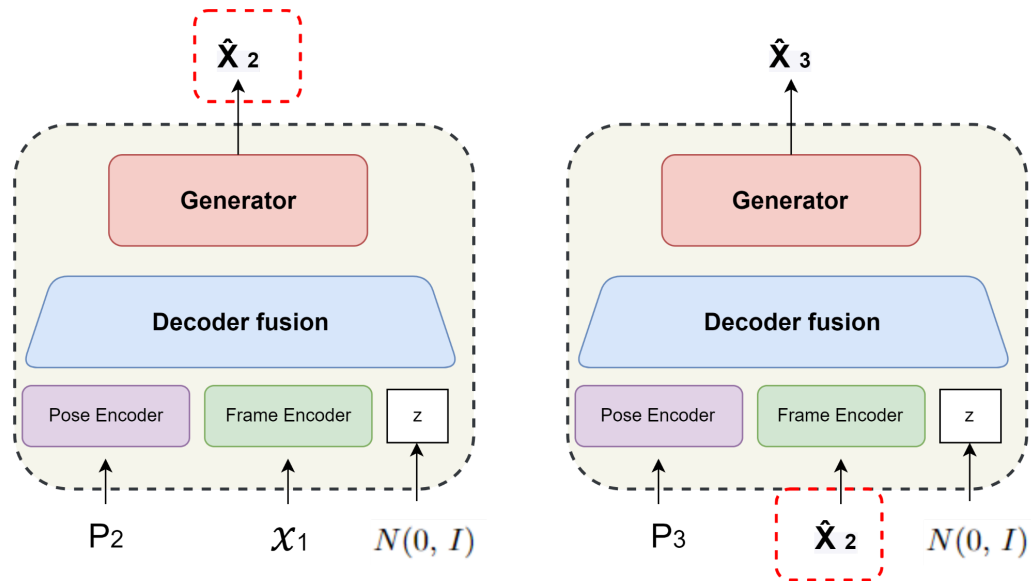 X̂ 2 X̂ 3
Generator Generator
Decoder fusion Decoder fusion
Pose Encoder Frame Encoder z Pose Encoder Frame Encoder z
P2 x1 N(0, I) P3 X̂ 2 N(0, I)